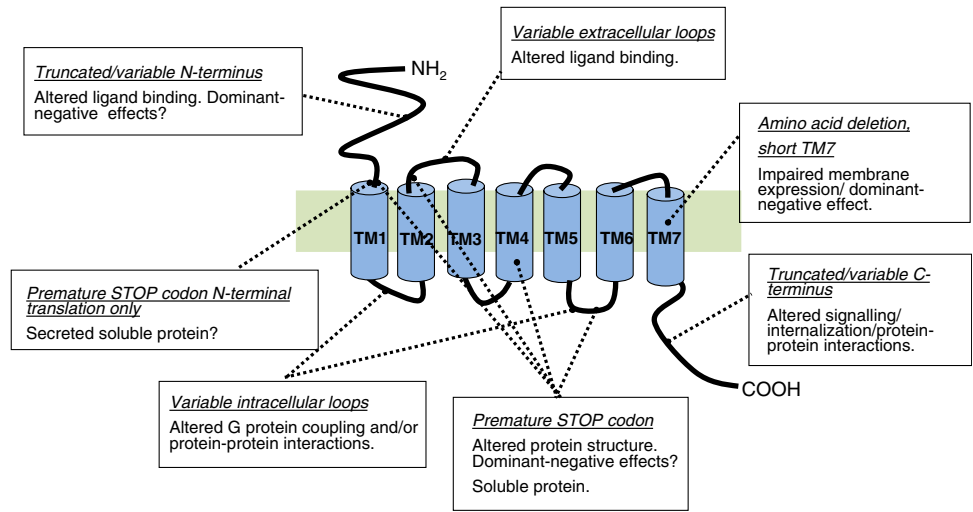 Variable extracellular loops
Altered ligand binding.
Truncated/variable N-terminus
Altered ligand binding. Dominant-
negative effects?
NH2
Amino acid deletion,
short TM7
Impaired membrane
expression/ dominant-
negative effect.
TM1
TM2
TM3
TM4
TM5
TM6
TM7
Premature STOP codon N-terminal
translation only
Secreted soluble protein?
Truncated/variable C-
terminus
Altered signalling/
internalization/protein-
protein interactions.
COOH
Variable intracellular loops
Altered G protein coupling and/or
protein-protein interactions.
Premature STOP codon
Altered protein structure.
Dominant-negative effects?
Soluble protein.